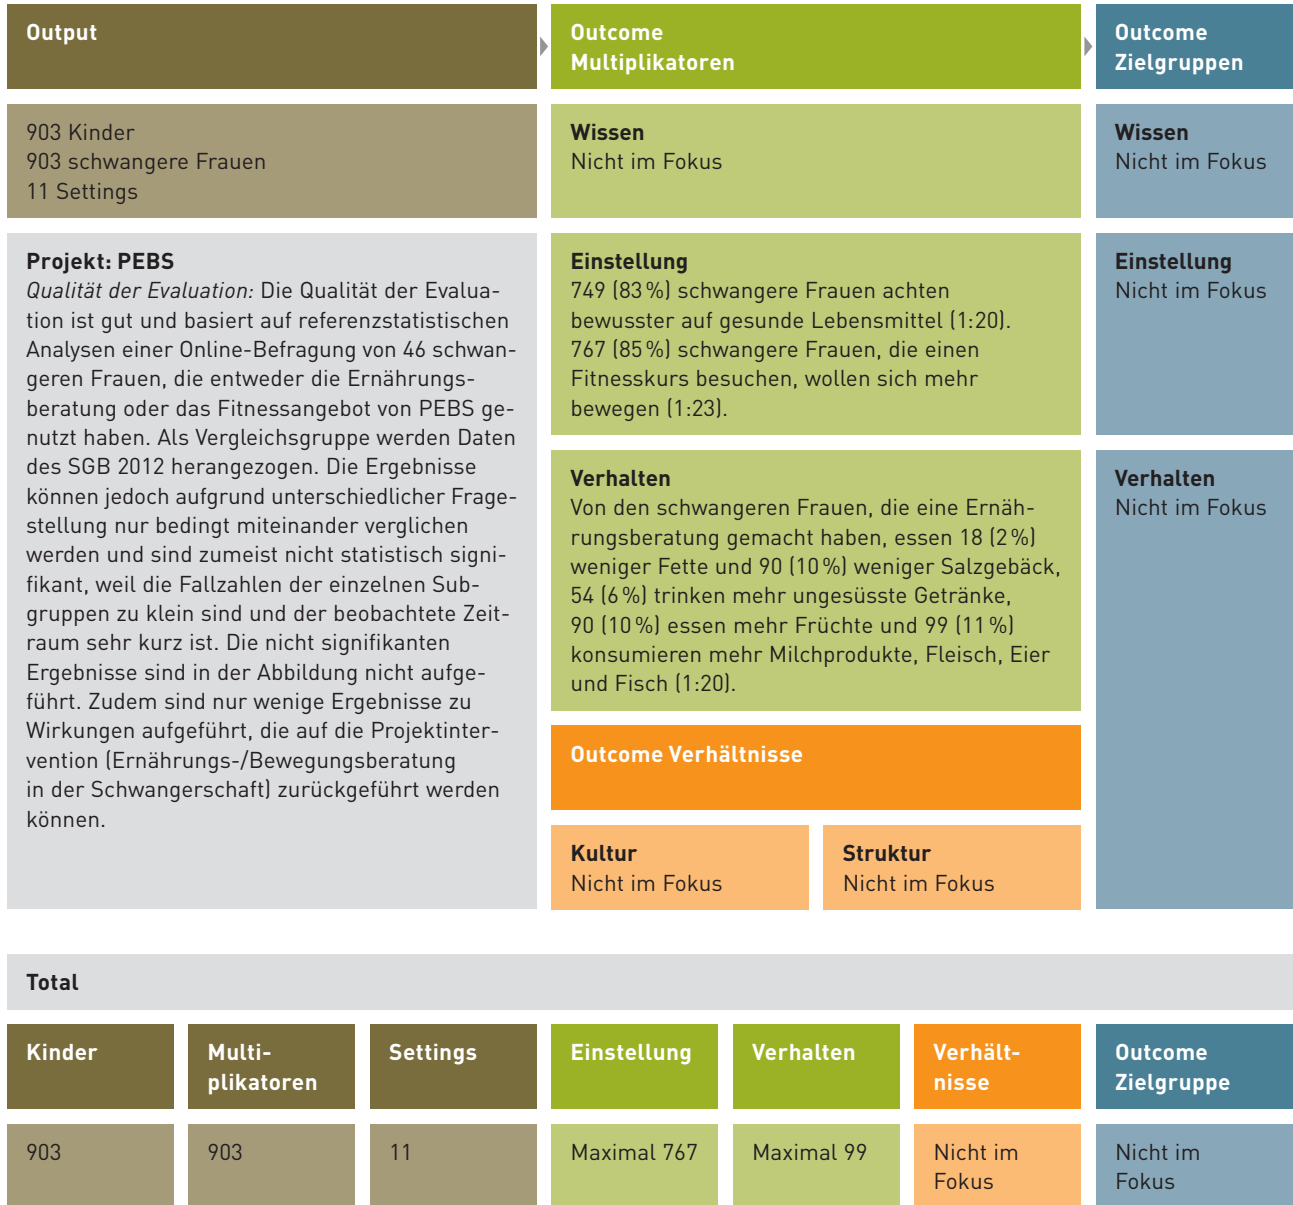 Output
Outcome
Multiplikatoren
Outcome
Zielgruppen
903 Kinder
903 schwangere Frauen
11 Settings
Wissen
Nicht im Fokus
Wissen
Nicht im Fokus
Projekt: PEBS
Qualität der Evaluation: Die Qualität der Evalua-
tion ist gut und basiert auf referenzstatistischen
Analysen einer Online-Befragung von 46 schwan-
geren Frauen, die entweder die Ernährungs-
beratung oder das Fitnessangebot von PEBS ge-
nutzt haben. Als Vergleichsgruppe werden Daten
des SGB 2012 herangezogen. Die Ergebnisse
können jedoch aufgrund unterschiedlicher Frage-
stellung nur bedingt miteinander verglichen
werden und sind zumeist nicht statistisch signi-
fikant, weil die Fallzahlen der einzelnen Sub-
gruppen zu klein sind und der beobachtete Zeit-
raum sehr kurz ist. Die nicht signifikanten
Ergebnisse sind in der Abbildung nicht aufge-
führt. Zudem sind nur wenige Ergebnisse zu
Wirkungen aufgeführt, die auf die Projektinter-
vention (Ernährungs-/Bewegungsberatung
in der Schwangerschaft) zurückgeführt werden
können.
Einstellung
749 (83 %) schwangere Frauen achten
bewusster auf gesunde Lebensmittel (1:20).
767 (85 %) schwangere Frauen, die einen
Fitnesskurs besuchen, wollen sich mehr
bewegen (1:23).
Einstellung
Nicht im Fokus
Verhalten
Von den schwangeren Frauen, die eine Ernäh-
rungsberatung gemacht haben, essen 18 (2 %)
weniger Fette und 90 (10 %) weniger Salzgebäck,
54 (6 %) trinken mehr ungesüsste Getränke,
90 (10 %) essen mehr Früchte und 99 (11 %)
konsumieren mehr Milchprodukte, Fleisch, Eier
und Fisch (1:20).
Verhalten
Nicht im Fokus
Outcome Verhältnisse
Kultur
Nicht im Fokus
Struktur
Nicht im Fokus
Total
Kinder
Multi-
plikatoren
Settings
Einstellung
Verhalten
Verhält-
nisse
Outcome
Zielgruppe
903
903
11
Maximal 767
Maximal 99
Nicht im
Fokus
Nicht im
Fokus